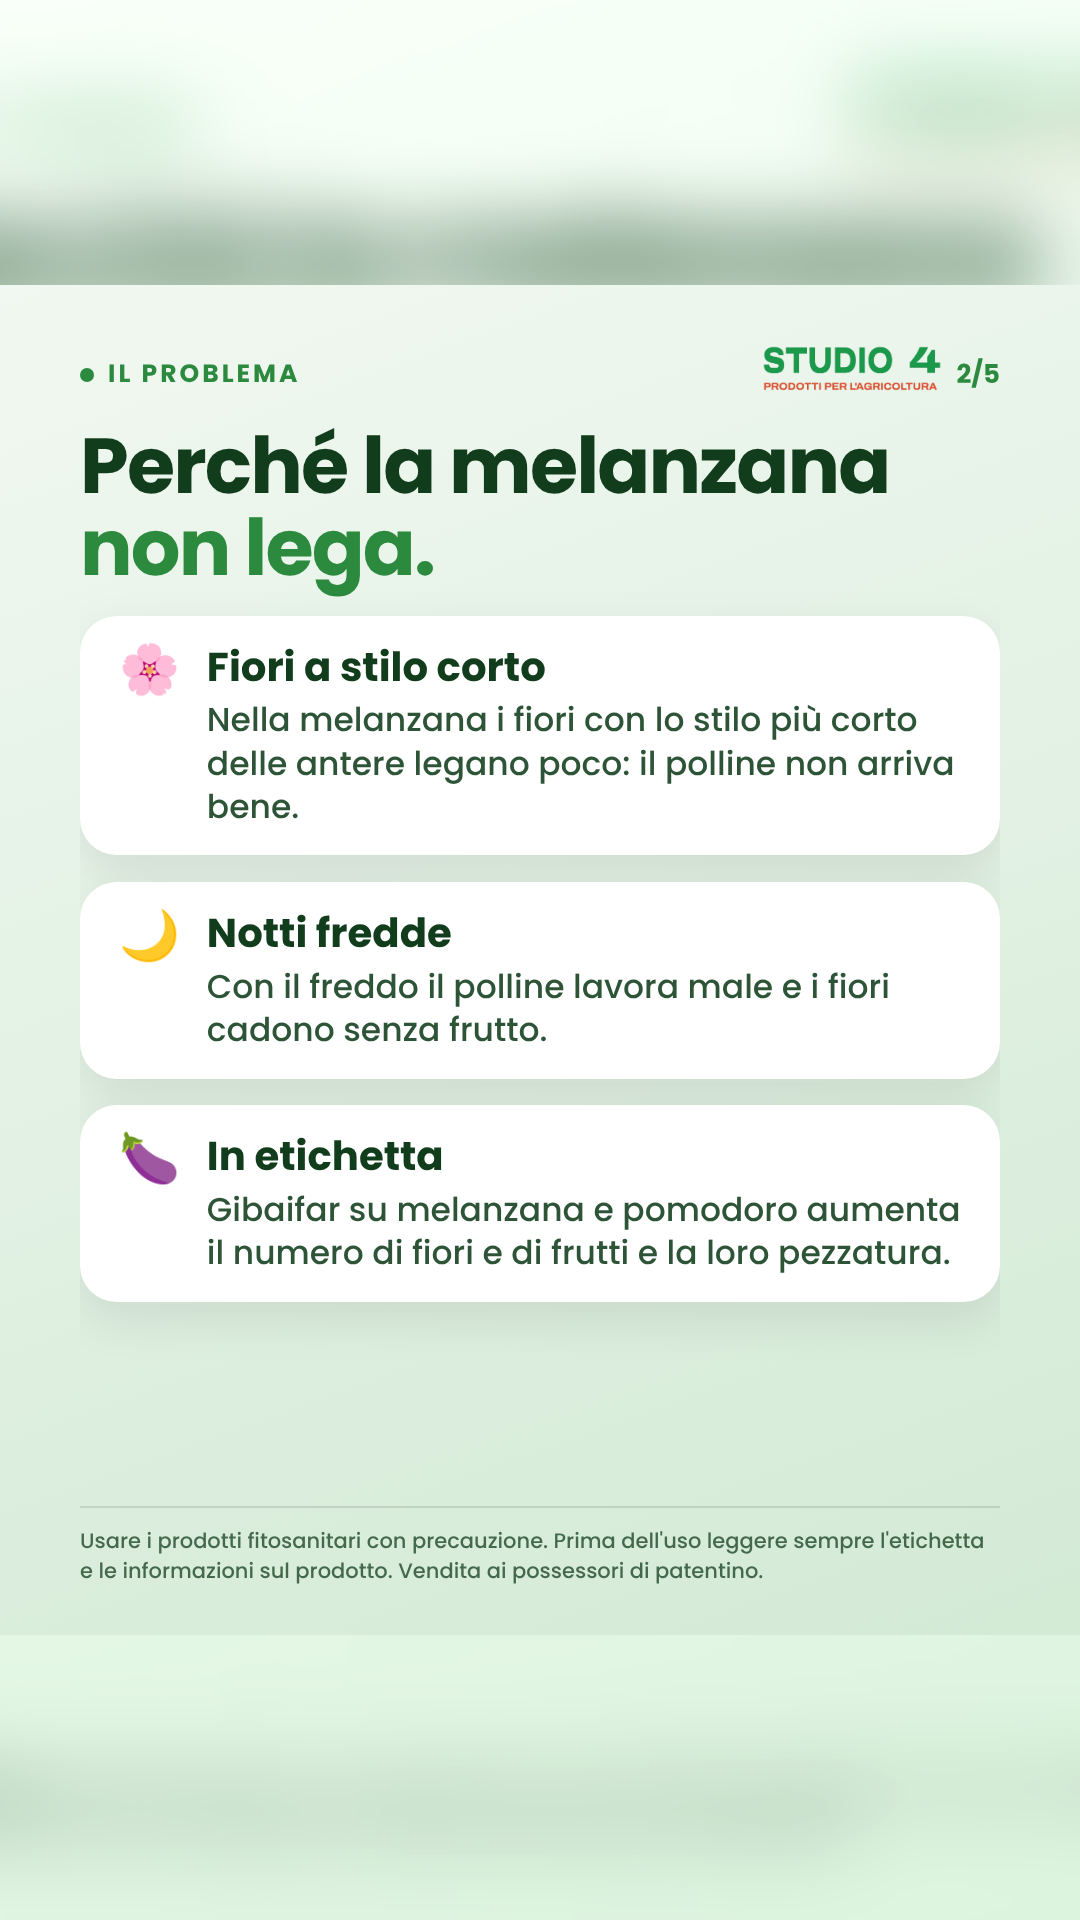 IL PROBLEMA
STUDIO 4
PRODOTTI PER L'AGRICOLTURA
2/5
Perché la melanzana
non lega.
Fiori a stilo corto
Nella melanzana i fiori con lo stilo più corto
delle antere legano poco: il polline non arriva
bene.
Notti fredde
Con il freddo il polline lavora male e i fiori
cadono senza frutto.
In etichetta
Gibaifar su melanzana e pomodoro aumenta
il numero di fiori e di frutti e la loro pezzatura.
Usare i prodotti fitosanitari con precauzione. Prima dell'uso leggere sempre l'etichetta
e le informazioni sul prodotto. Vendita ai possessori di patentino.